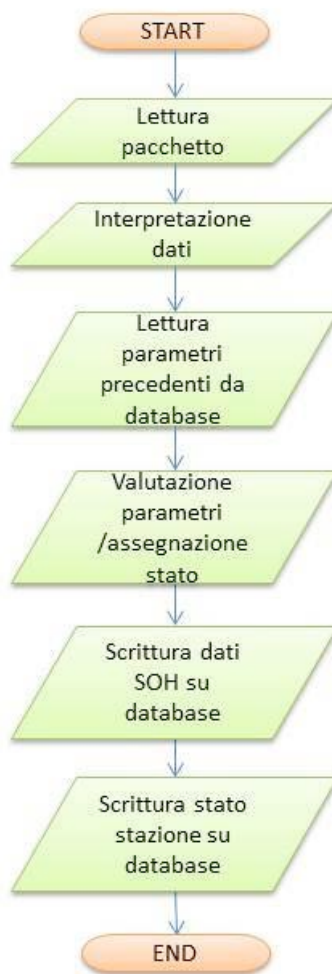 START
Lettura
pacchetto
Interpretazione
dati
Lettura
parametri
precedenti da
database
Valutazione
parametri
/assegnazione
stato
Scrittura dati
SOH su
database
Scrittura stato
stazione su
database
END